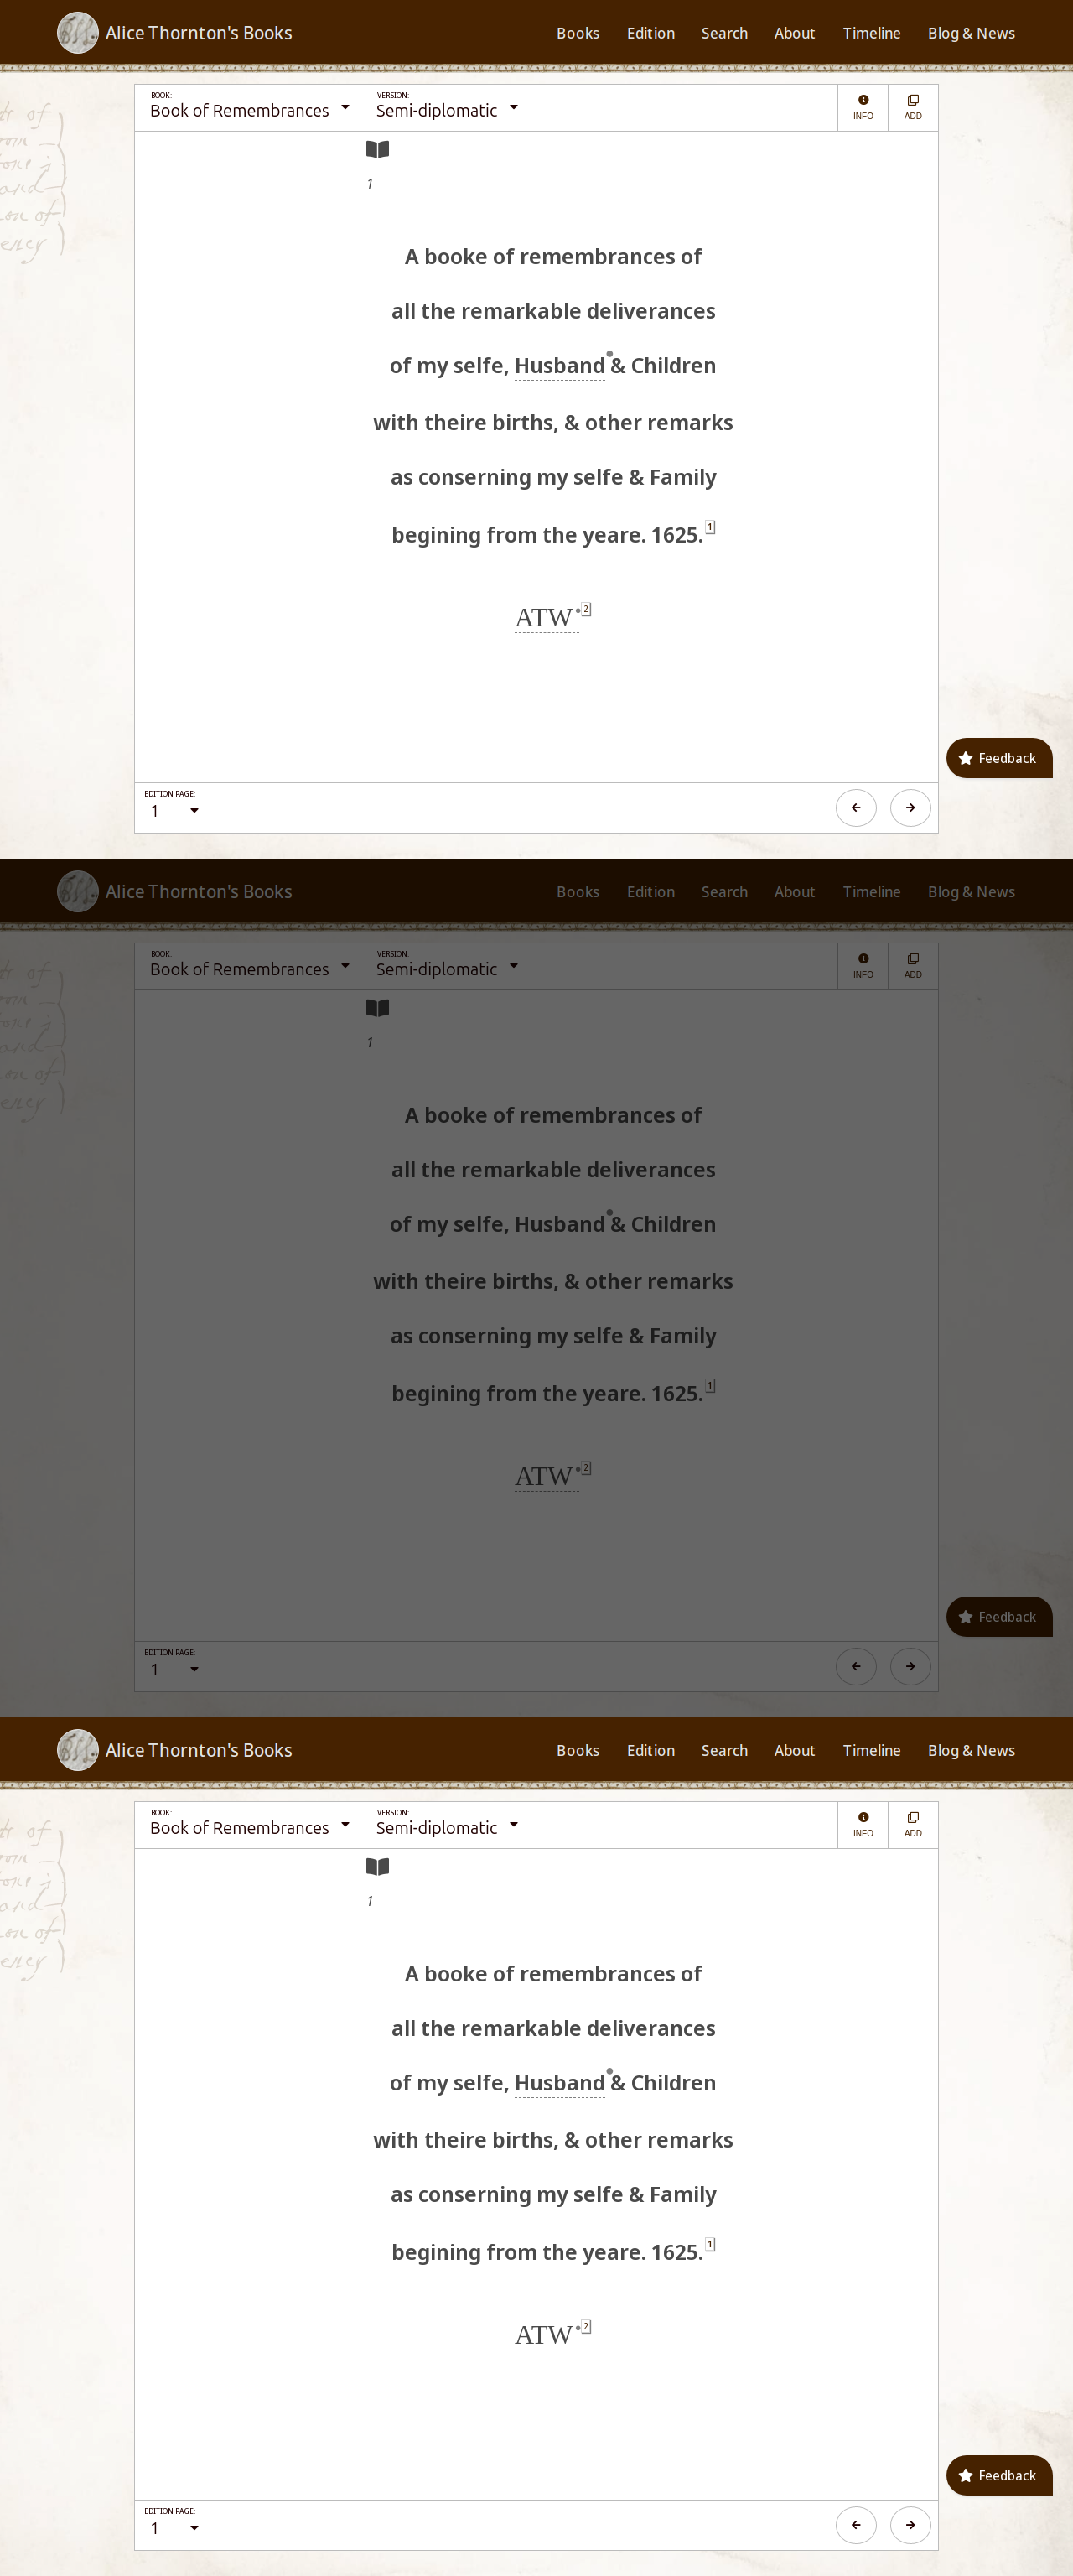 Alice Thornton's Books
Books Edition Search About Timeline Blog & News
BOOK: VERSION:
Book of Remembrances Semi-diplomatic
INFO ADD
1
A booke of remembrances of
all the remarkable deliverances
of my selfe, Husband & Children
with theire births, & other remarks
as conserning my selfe & Family
begining from the yeare. 1625.1
ATW 2
Feedback
EDITION PAGE:
1
Alice Thornton's Books
Books Edition Search About Timeline Blog & News
BOOK: VERSION:
Book of Remembrances Semi-diplomatic
INFO ADD
1
A booke of remembrances of
all the remarkable deliverances
of my selfe, Husband & Children
with theire births, & other remarks
as conserning my selfe & Family
begining from the yeare. 1625.1
ATW 2
Feedback
EDITION PAGE:
1
Alice Thornton's Books
Books Edition Search About Timeline Blog & News
BOOK: VERSION:
Book of Remembrances Semi-diplomatic
INFO ADD
1
A booke of remembrances of
all the remarkable deliverances
of my selfe, Husband & Children
with theire births, & other remarks
as conserning my selfe & Family
begining from the yeare. 1625.1
ATW 2
Feedback
EDITION PAGE:
1